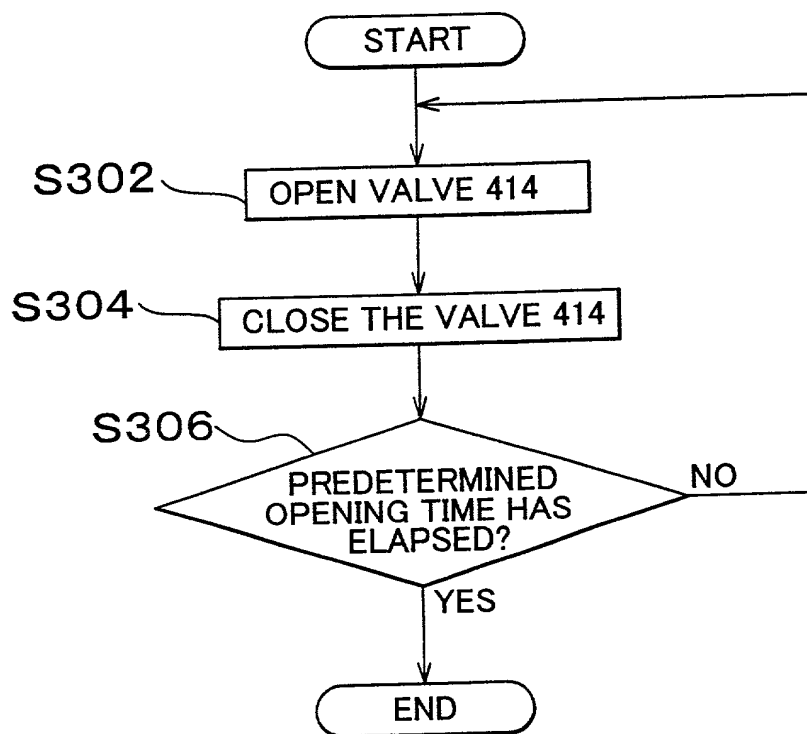 START
S302
OPEN VALVE 414
S304
CLOSE THE VALVE 414
S306
PREDETERMINED
OPENING TIME HAS
ELAPSED?
NO
YES
END